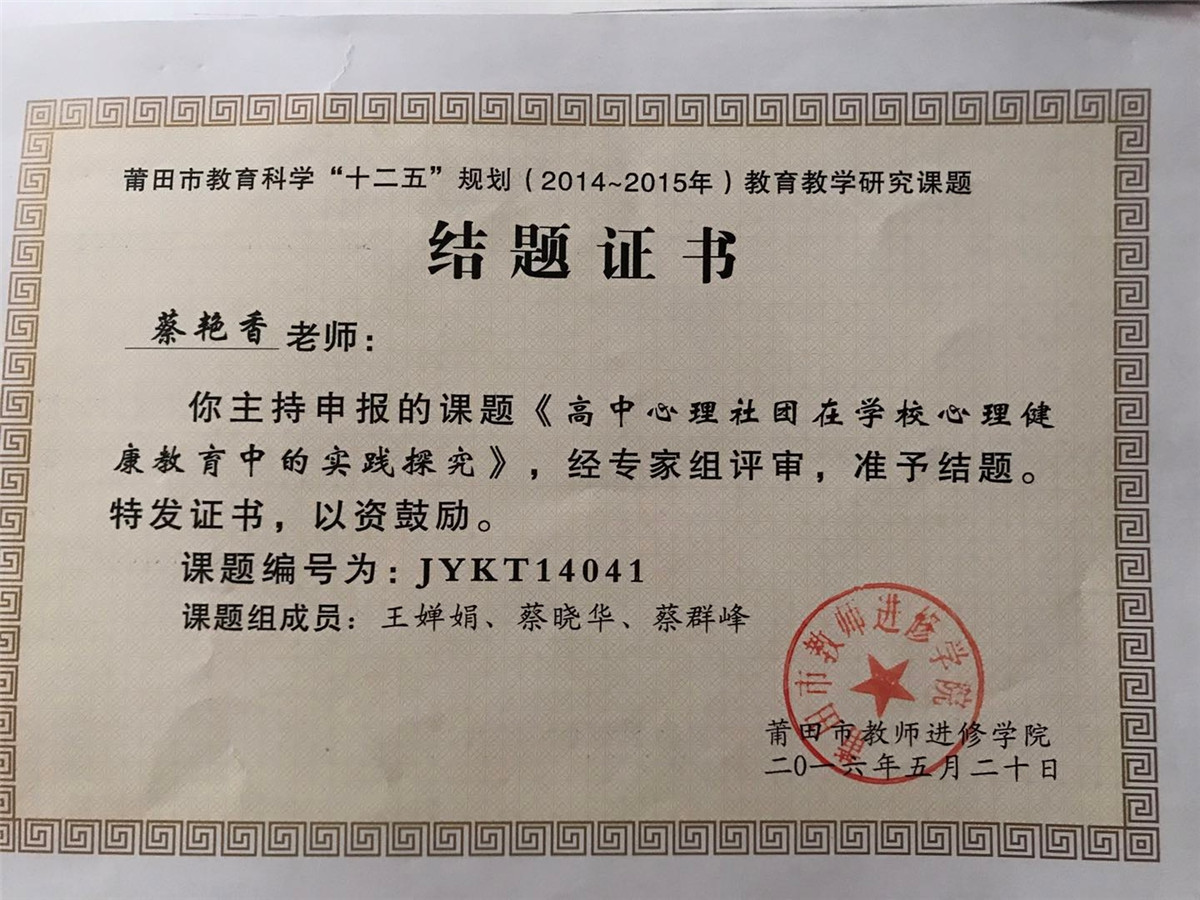 莆田市教育科学“十二五”规划（2014~2015年）教育教学研究课题
结题证书
蔡艳香老师：
你主持申报的课题《高中心理社团在学校心理健
康教育中的实践探究》，经专家组评审，准予结题。
特发证书，以资鼓励。
课题编号为：JYKT14041
课题组成员：王婵娟、蔡晓华、蔡群峰
莆田市教师进修学院
莆田市教师进修学院
二0一六年五月二十日